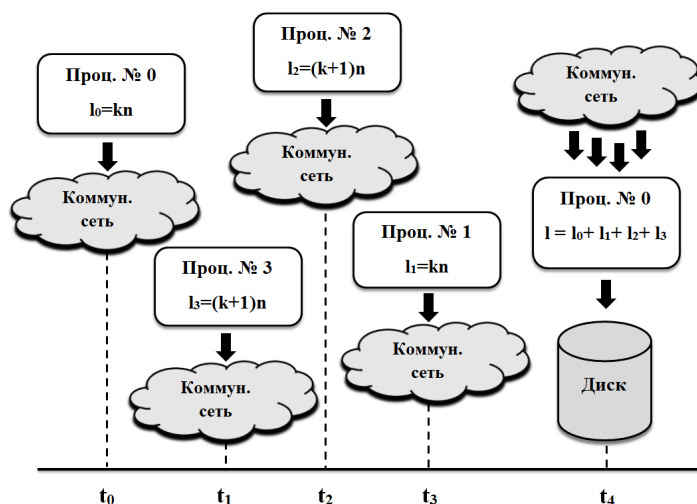 Проц. № 0
l₀=kn
Коммун.
сеть
Проц. № 3
l₃=(k+1)n
Коммун.
сеть
Проц. № 2
l₂=(k+1)n
Коммун.
сеть
Проц. № 1
l₁=kn
Коммун.
сеть
Коммун.
сеть
Проц. № 0
l = l₀+ l₁+ l₂+ l₃
Диск
t₀ t₁ t₂ t₃ t₄